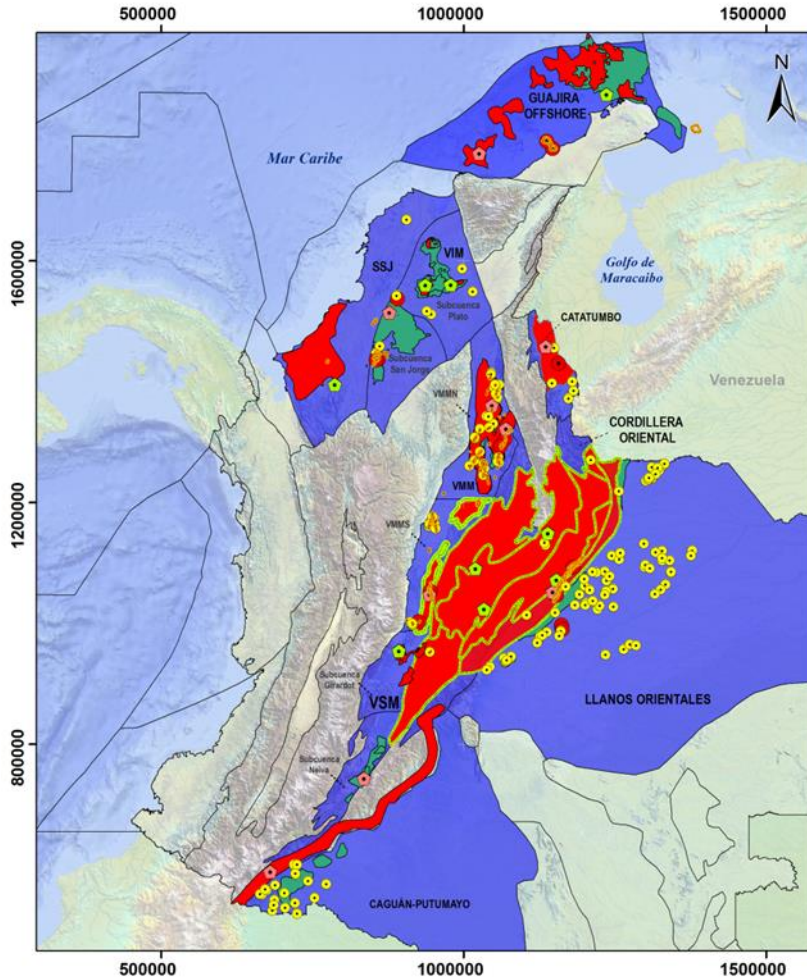 500000 1000000 1500000
N
GUAJIRA
OFFSHORE
Mar Caribe
1600000
SSJ
VIM
Golfo de
Maracaibo
Subcuenca
Plato
CATATUMBO
Subcuenca
San Jorge
Venezuela
VMMN
CORDILLERA
ORIENTAL
VMM
1200000
VMMS
Subcuenca
Girardot
VSM
LLANOS ORIENTALES
800000
Subcuenca
Neiva
CAGUÁN-PUTUMAYO
500000 1000000 1500000